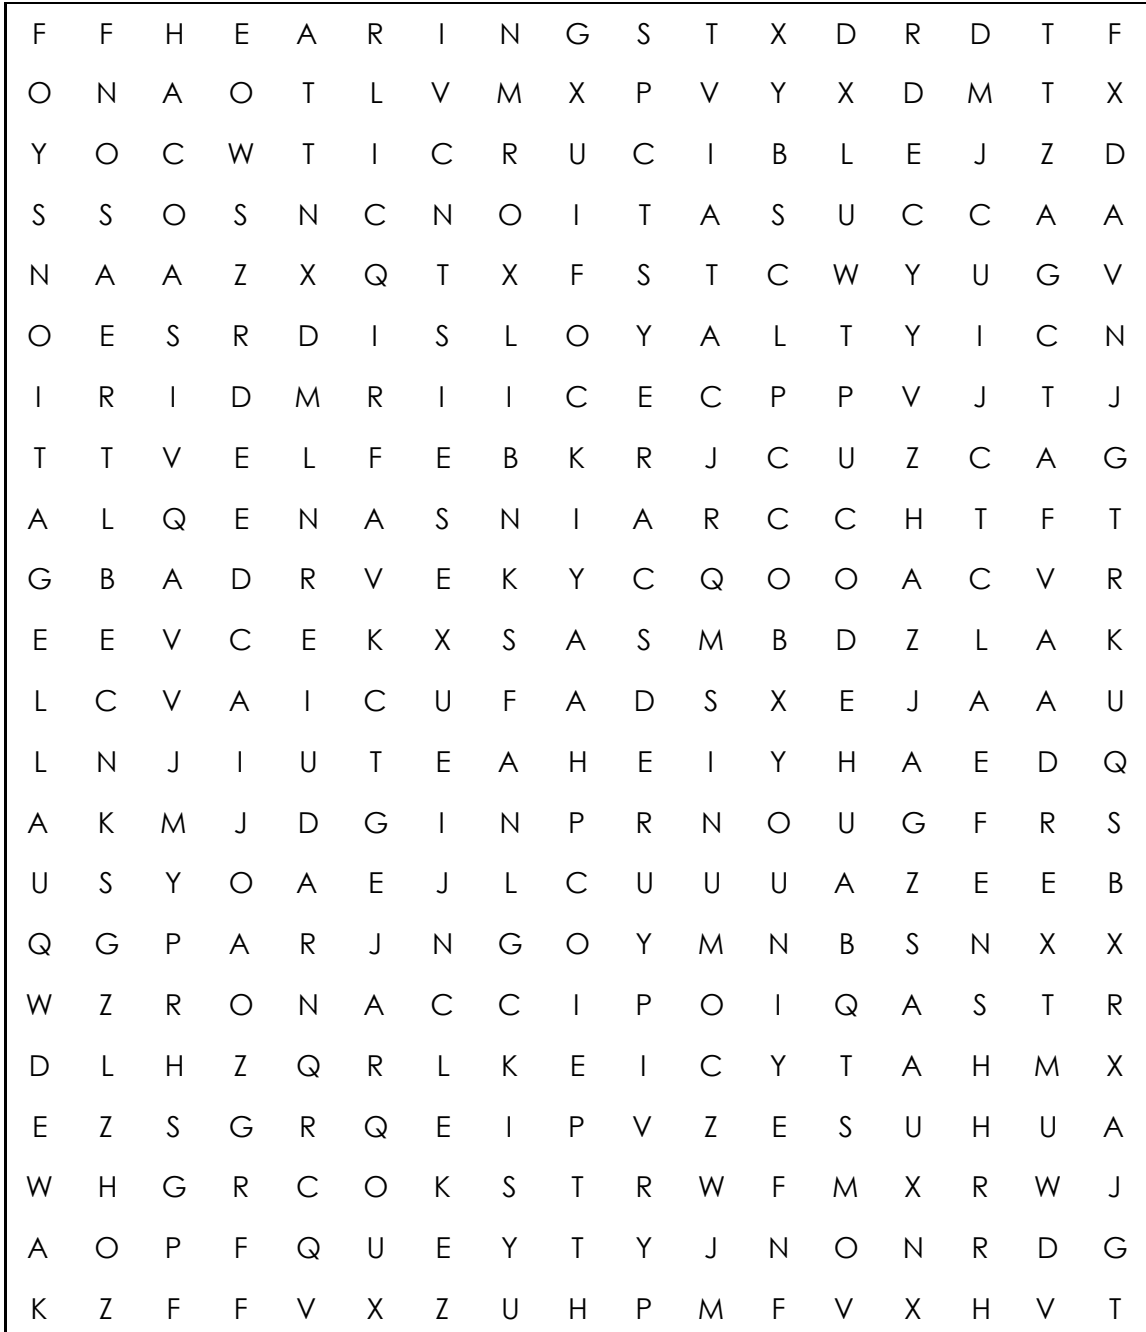 F F H E A R I N G S T X D R D T F
O N A O T L V M X P V Y X D M T X
Y O C W T I C R U C I B L E J Z D
S S O S N C N O I T A S U C C A A
N A A Z X Q T X F S T C W Y U G V
O E S R D I S L O Y A L T Y I C N
I R I D M R I I C E C P P V J T J
T T V E L F E B K R J C U Z C A G
A L Q E N A S N I A R C C H T F T
G B A D R V E K Y C Q O O A C V R
E E V C E K X S A S M B D Z L A K
L C V A I C U F A D S X E J A A U
L N J I U T E A H E I Y H A E D Q
A K M J D G I N P R N O U G F R S
U S Y O A E J L C U U U A Z E E B
Q G P A R J N G O Y M N B S N X X
W Z R O N A C C I P O I Q A S T R
D L H Z Q R L K E I C Y T A H M X
E Z S G R Q E I P V Z E S U H U A
W H G R C O K S T R W F M X R W J
A O P F Q U E Y T Y J N O N R D G
K Z F F V X Z U H P M F V X H V T